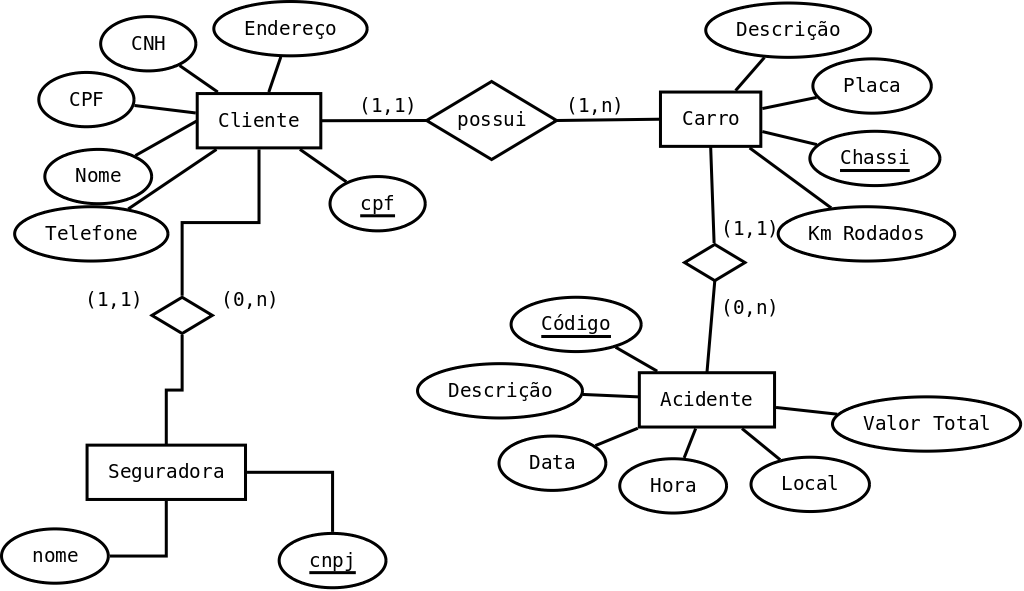 Endereço
Descrição
CNH
Placa
CPF
(1,1)
(1,n)
Cliente
possui
Carro
Chassi
Nome
cpf
Telefone
(1,1)
Km Rodados
(1,1)
(0,n)
(0,n)
Código
Descrição
Acidente
Valor Total
Data
Hora
Local
Seguradora
nome
cnpj